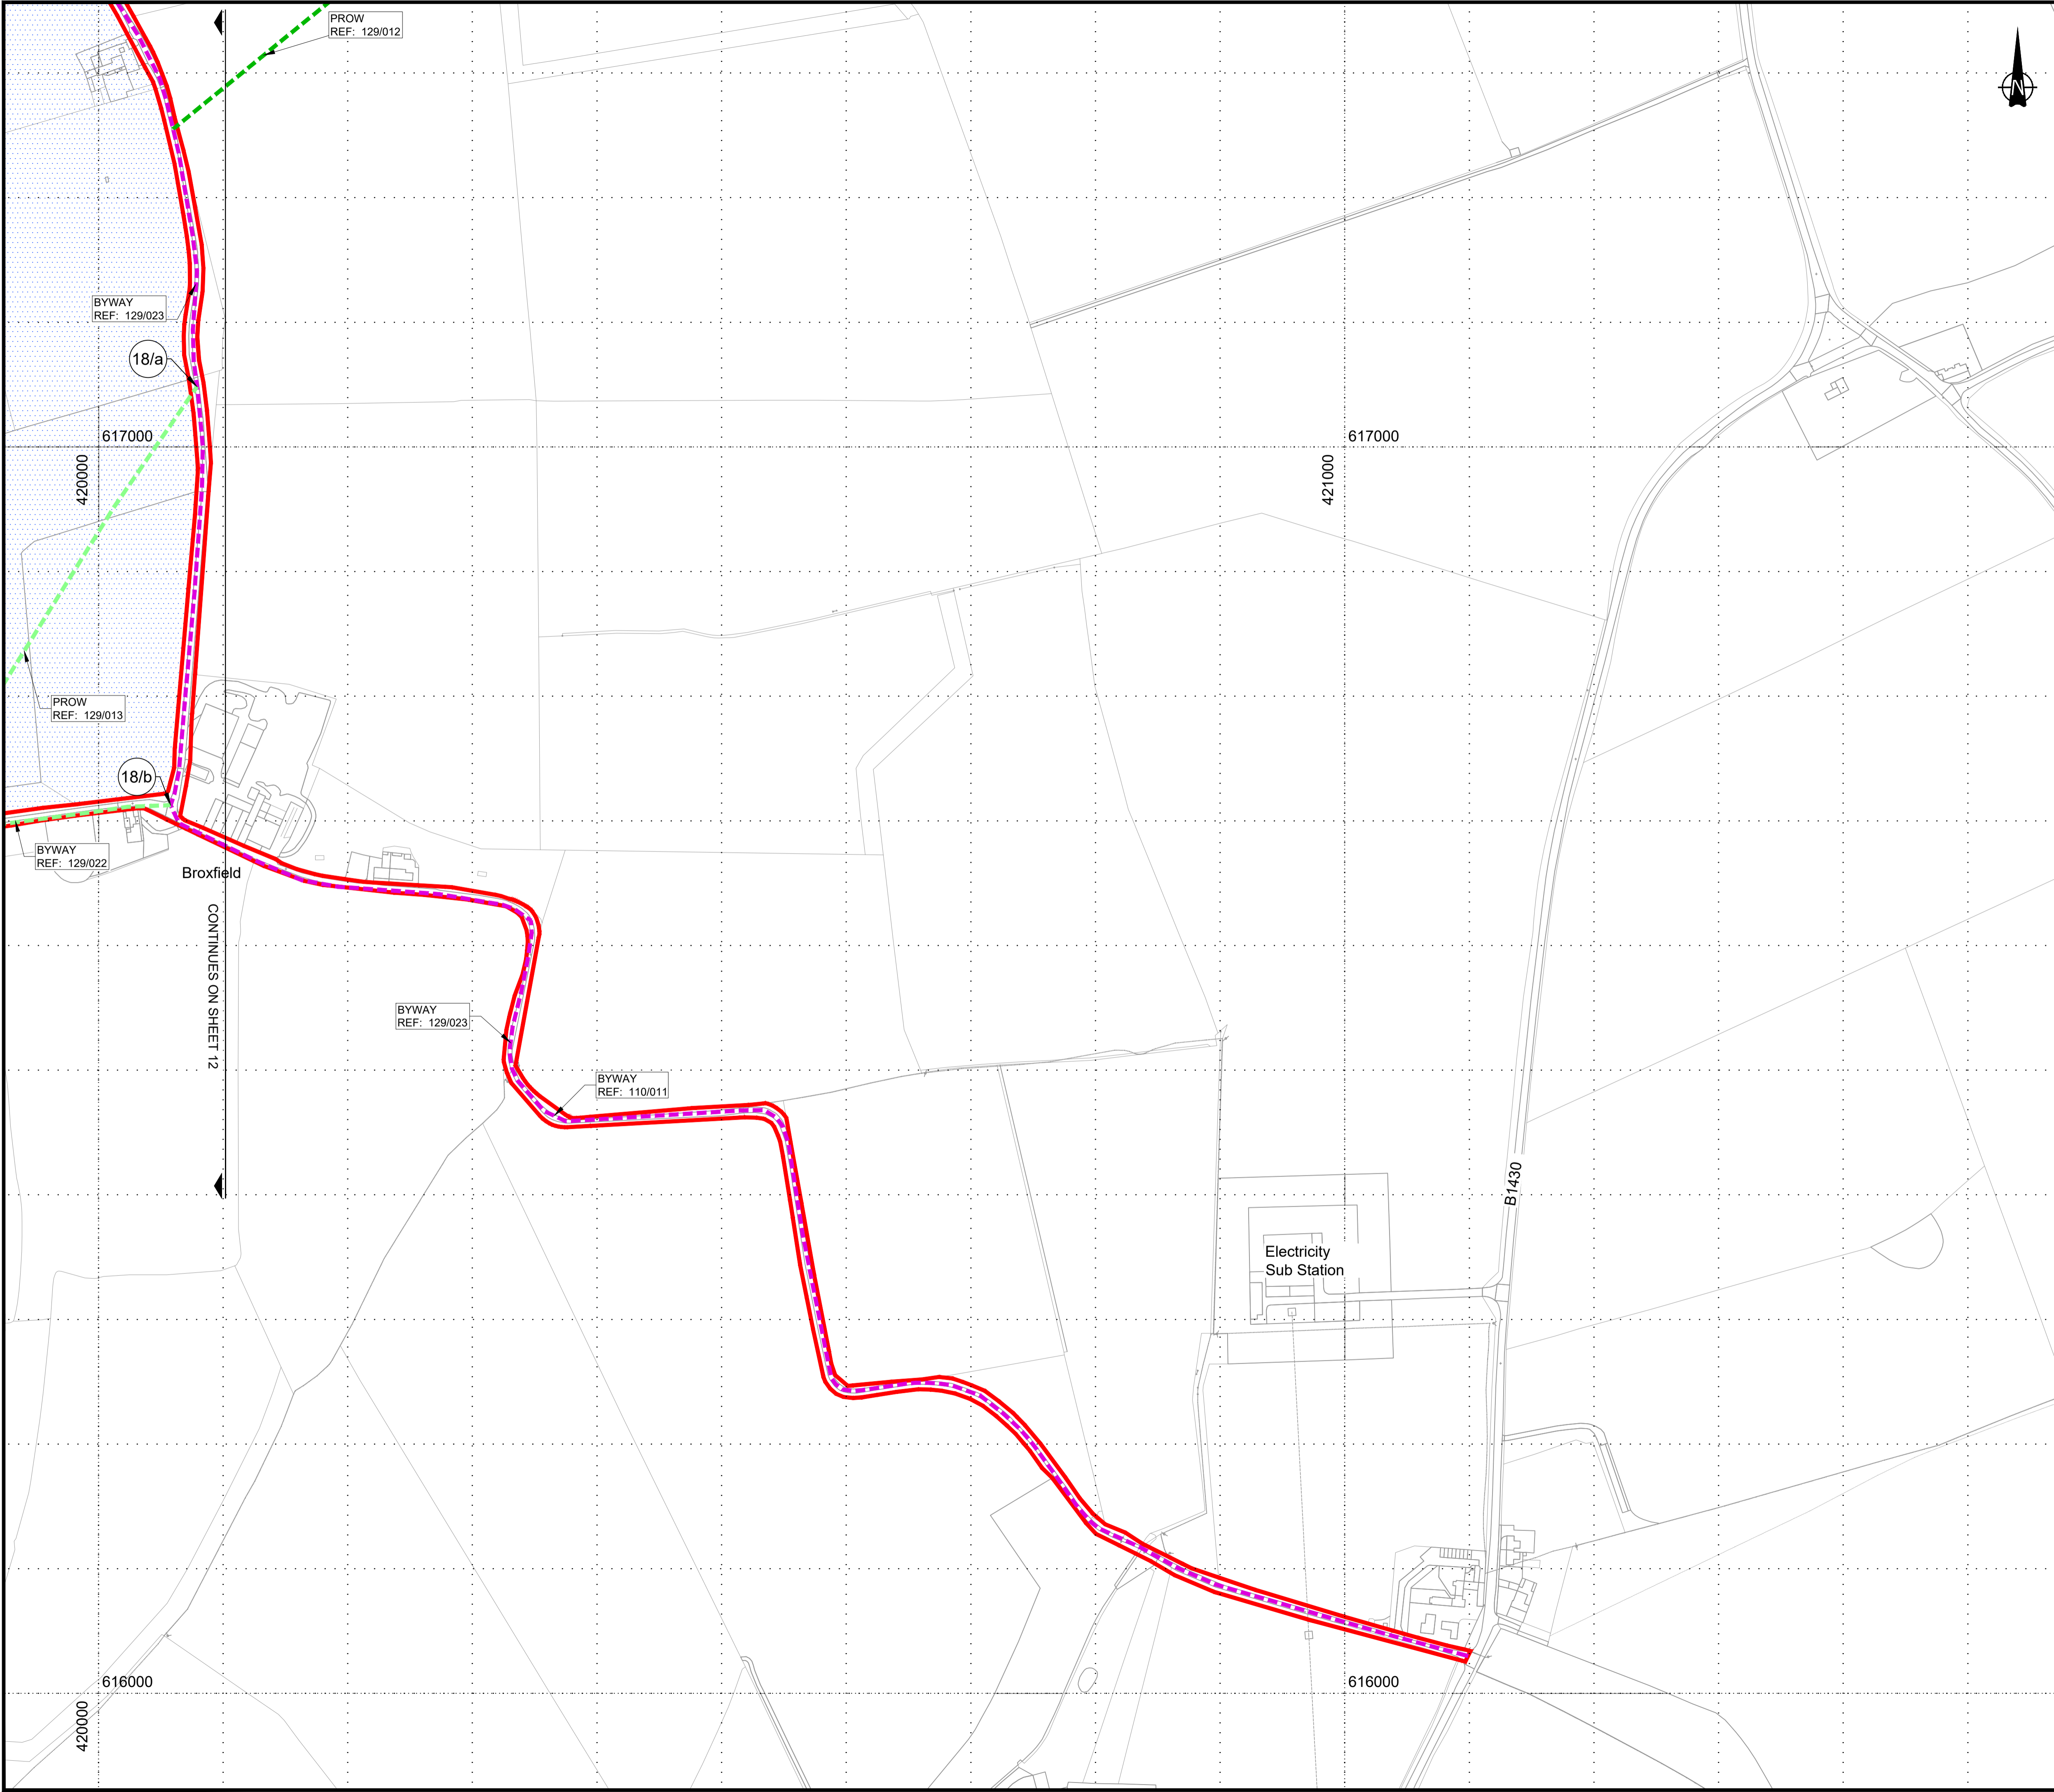 PROW
REF: 129/012
N
BYWAY
REF: 129/023
18/a
617000
617000
420000
421000
PROW
REF: 129/013
18/b
BYWAY
REF: 129/022
Broxfield
CONTINUES ON SHEET 12
BYWAY
REF: 129/023
BYWAY
REF: 110/011
B1430
Electricity
Sub Station
616000
616000
420000